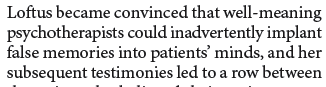 Loftus became convinced that well-meaning
psychotherapists could inadvertently implant
false memories into patients’ minds, and her
subsequent testimonies led to a row between